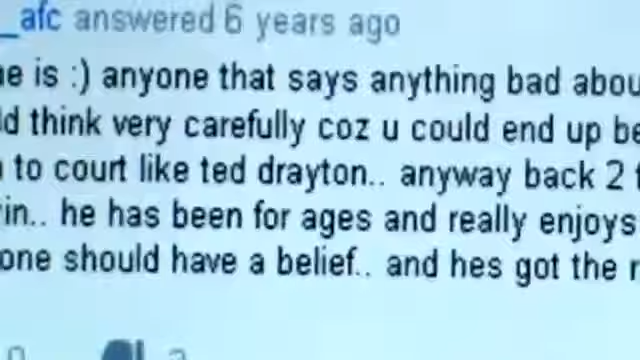 _afc answered 6 years ago
e is :) anyone that says anything bad abou
d think very carefully coz u could end up be
to court like ted drayton.. anyway back 2
in.. he has been for ages and really enjoys
one should have a belief.. and hes got the